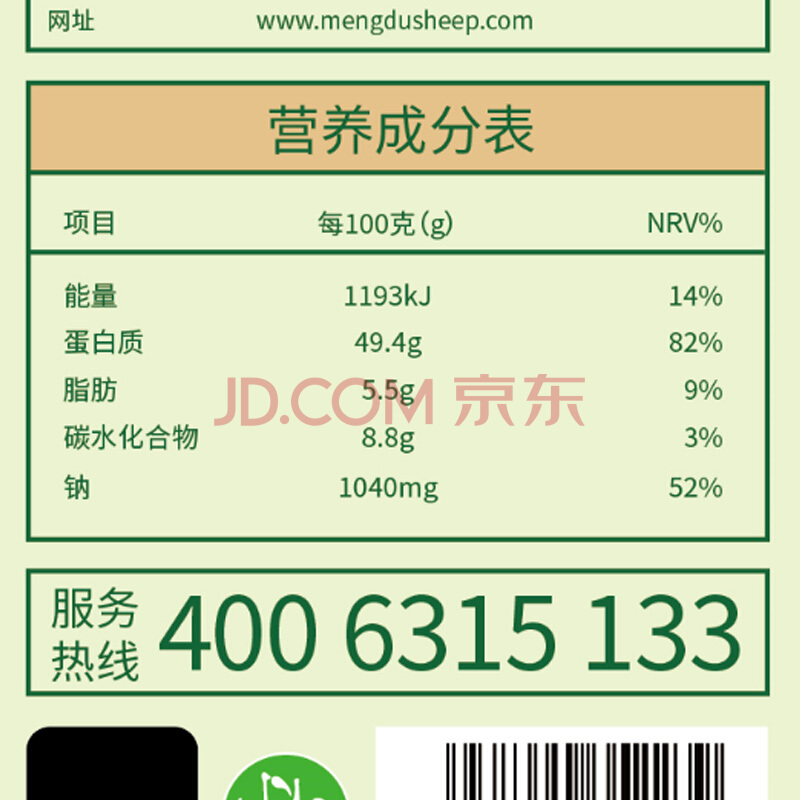 网址 www.mengdusheep.com
营养成分表
项目 每100克(g) NRV%
能量 1193kJ 14%
蛋白质 49.4g 82%
脂肪 5.5g 9%
JD.COM 京东
碳水化合物 8.8g 3%
钠 1040mg 52%
服务热线 400 6315 133